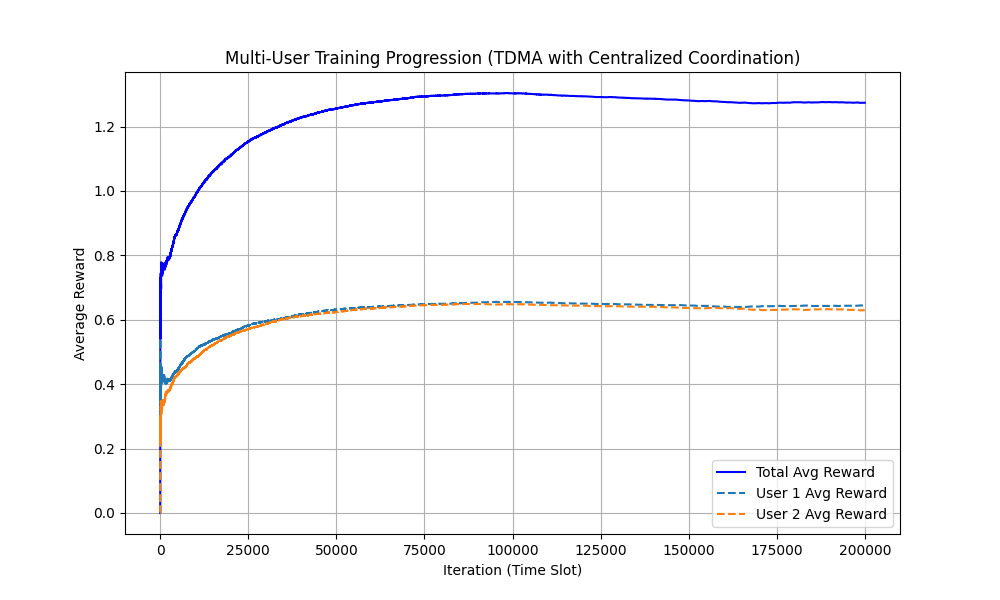 Multi-User Training Progression (TDMA with Centralized Coordination)
Average Reward
1.2
1.0
0.8
0.6
0.4
0.2
0.0
Total Avg Reward
User 1 Avg Reward
User 2 Avg Reward
0 25000 50000 75000 100000 125000 150000 175000 200000
Iteration (Time Slot)